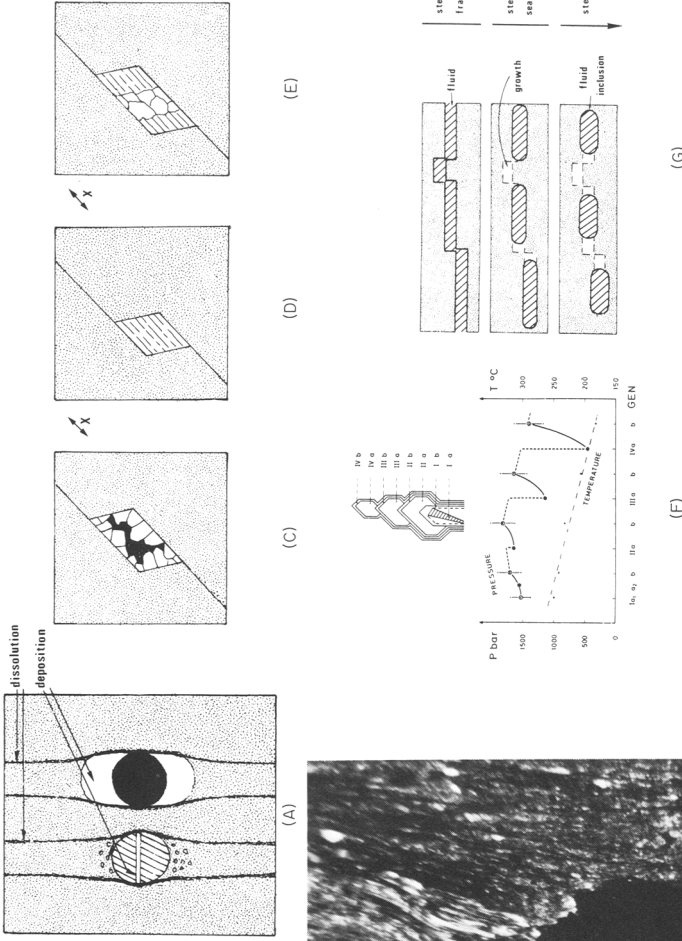 dissolution
deposition
(A)
(C)
X
(D)
X
(E)
P bar
1500
1000
500
0
PRESSURE
TEMPERATURE
T °C
300
250
200
150
GEN
Ia₁ a₂ b
IIa b
IIIa b
IVa b
IV b
IV a
III b
III a
II b
II a
I b
I a
fluid
growth
fluid
inclusion
(G)